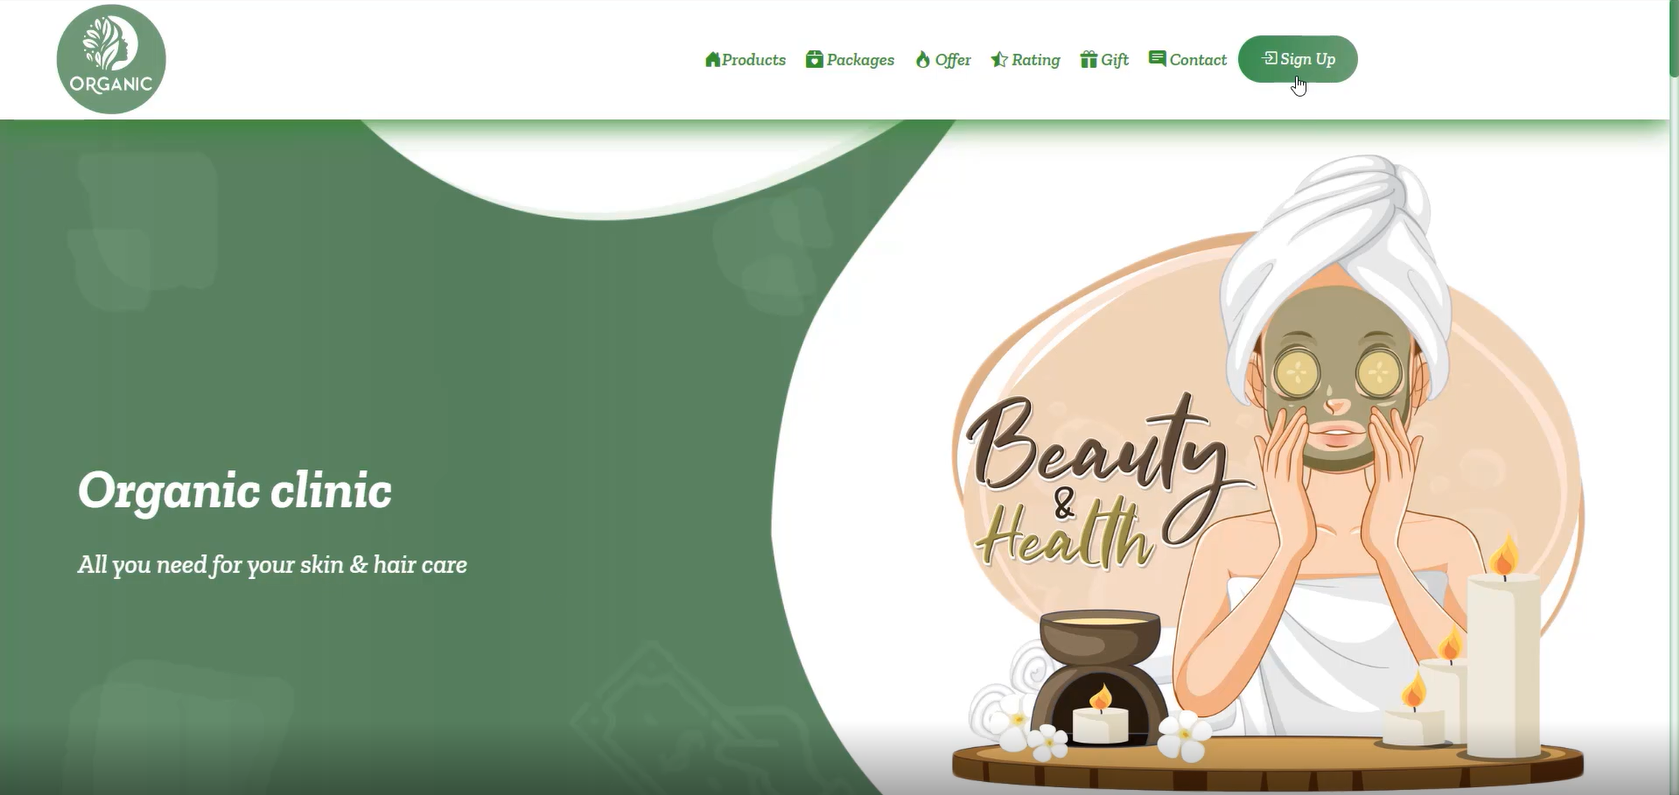 ORGANIC
Products Packages Offer Rating Gift Contact Sign Up
Organic clinic
All you need for your skin & hair care
Beauty
&
Health